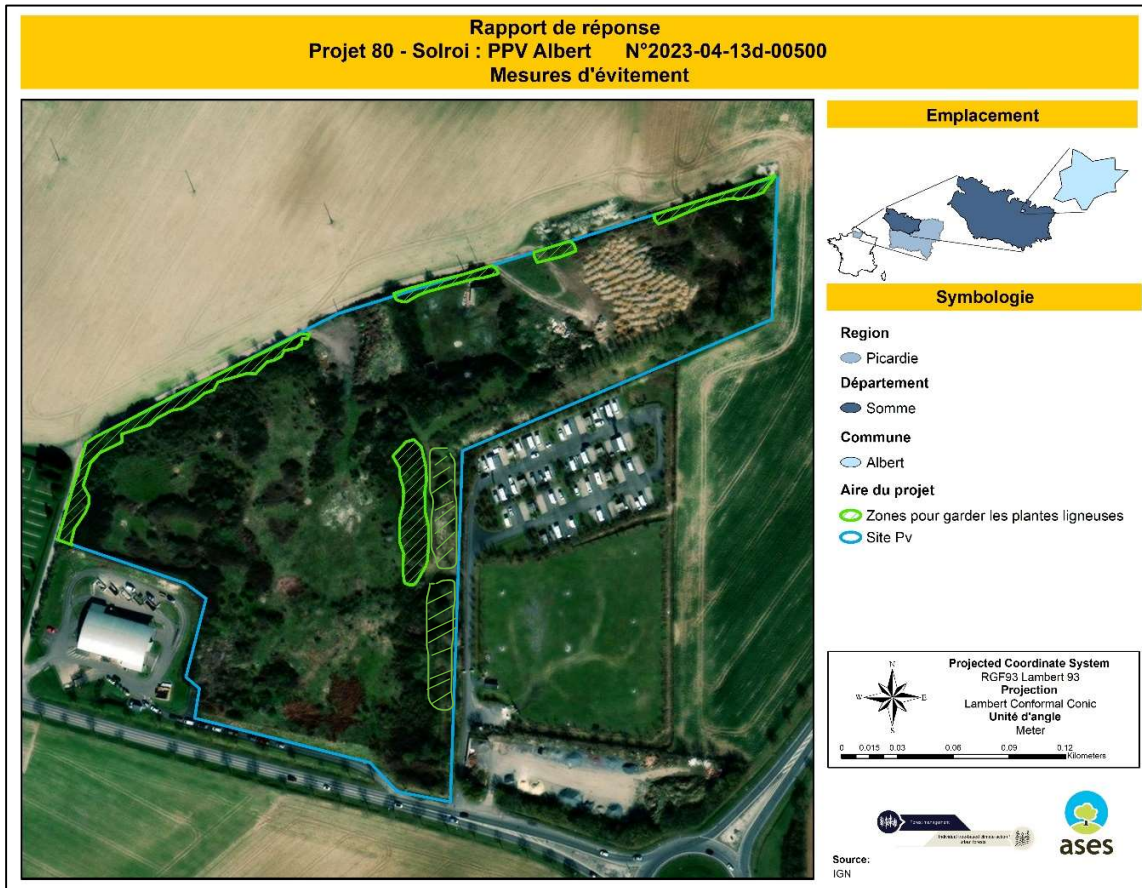 Rapport de réponse
Projet 80 - Solroi : PPV Albert N°2023-04-13d-00500
Mesures d'évitement
Emplacement
Symbologie
Region
Picardie
Département
Somme
Commune
Albert
Aire du projet
Zones pour garder les plantes ligneuses
Site Pv
N
W
E
S
Projected Coordinate System
RGF93 Lambert 93
Projection
Lambert Conformal Conic
Unité d'angle
Meter
0 0.015 0.03 0.06 0.09 0.12
Kilometers
Forest management
ases
Source:
IGN